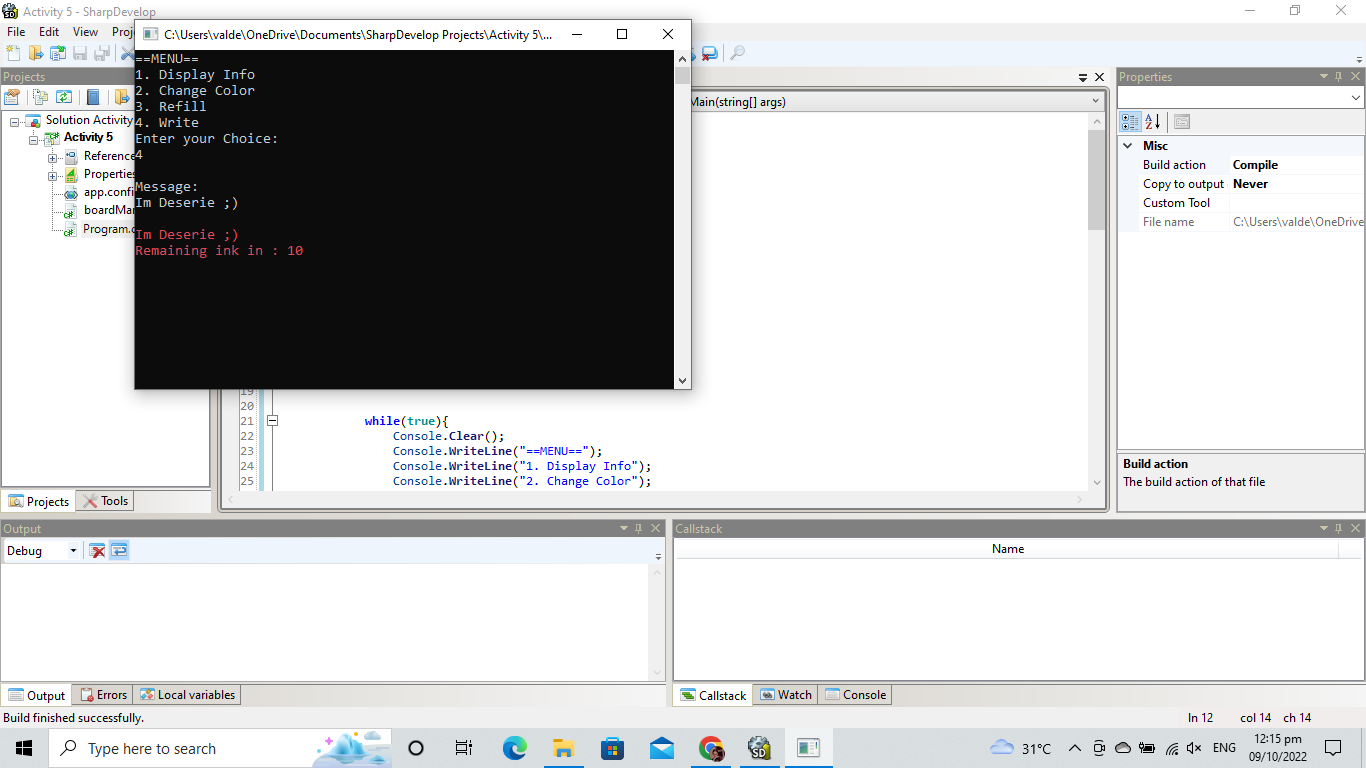 Activity 5 - SharpDevelop
File Edit View
C:\Users\valde\OneDrive\Documents\SharpDevelop Projects\Activity 5\...
==MENU==
1. Display Info
2. Change Color
3. Refill
4. Write
Enter your Choice:
4
Message:
Im Deserie ;)
Im Deserie ;)
Remaining ink in : 10
Projects
Solution Activity
Activity 5
app.confi
Program.
Main(string[] args)
19
20
21 while(true){
22 Console.Clear();
23 Console.WriteLine("==MENU==");
24 Console.WriteLine("1. Display Info");
25 Console.WriteLine("2. Change Color");
Projects Tools
Properties
Misc
Build action Compile
Copy to output Never
Custom Tool
File name C:\Users\valde\OneDrive
Build action
The build action of that file
Output
Debug
Callstack
Name
Output Errors Local variables
Callstack Watch Console
Build finished successfully.
ln 12 col 14 ch 14
Type here to search
31°C
ENG
12:15 pm
09/10/2022